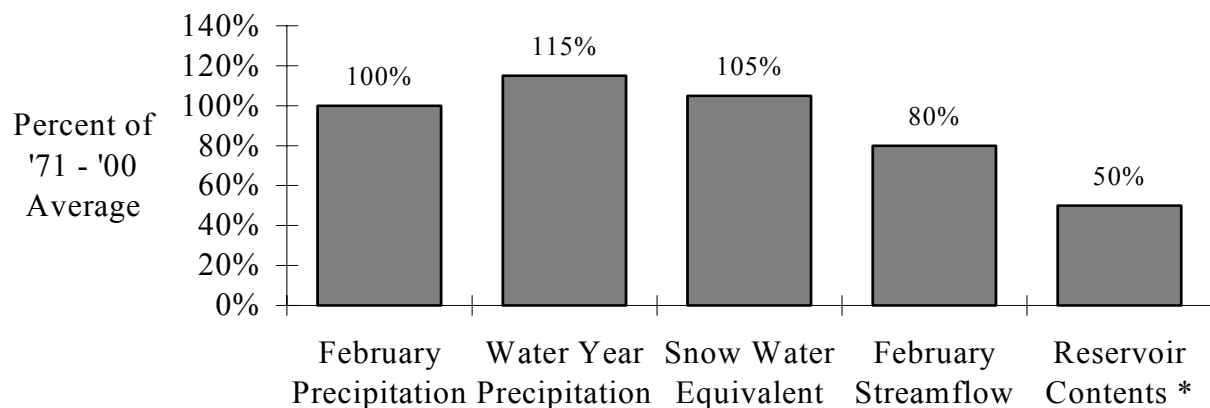 Percent of
'71 - '00
Average
140%
120%
100%
80%
60%
40%
20%
0%
100%
115%
105%
80%
50%
February
Precipitation
Water Year
Precipitation
Snow Water
Equivalent
February
Streamflow
Reservoir
Contents *